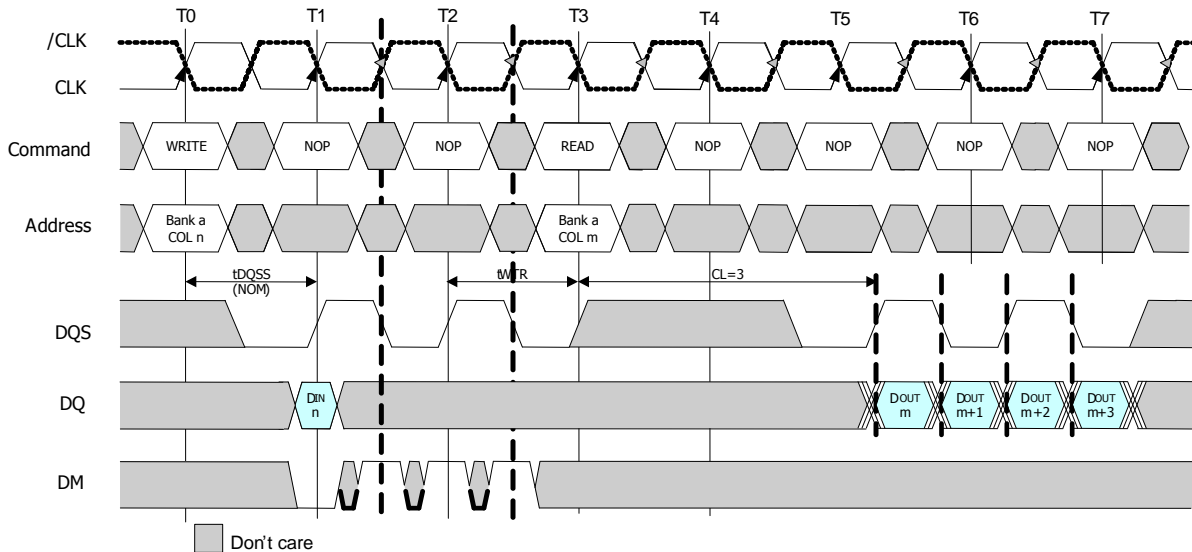 T0 T1 T2 T3 T4 T5 T6 T7
/CLK
CLK
Command WRITE NOP NOP READ NOP NOP NOP NOP
Address Bank a COL n Bank a COL m
tDQSS
(NOM)
tWTR
CL=3
DQS
DQ DIN n DOUT m DOUT m+1 DOUT m+2 DOUT m+3
DM
Don't care